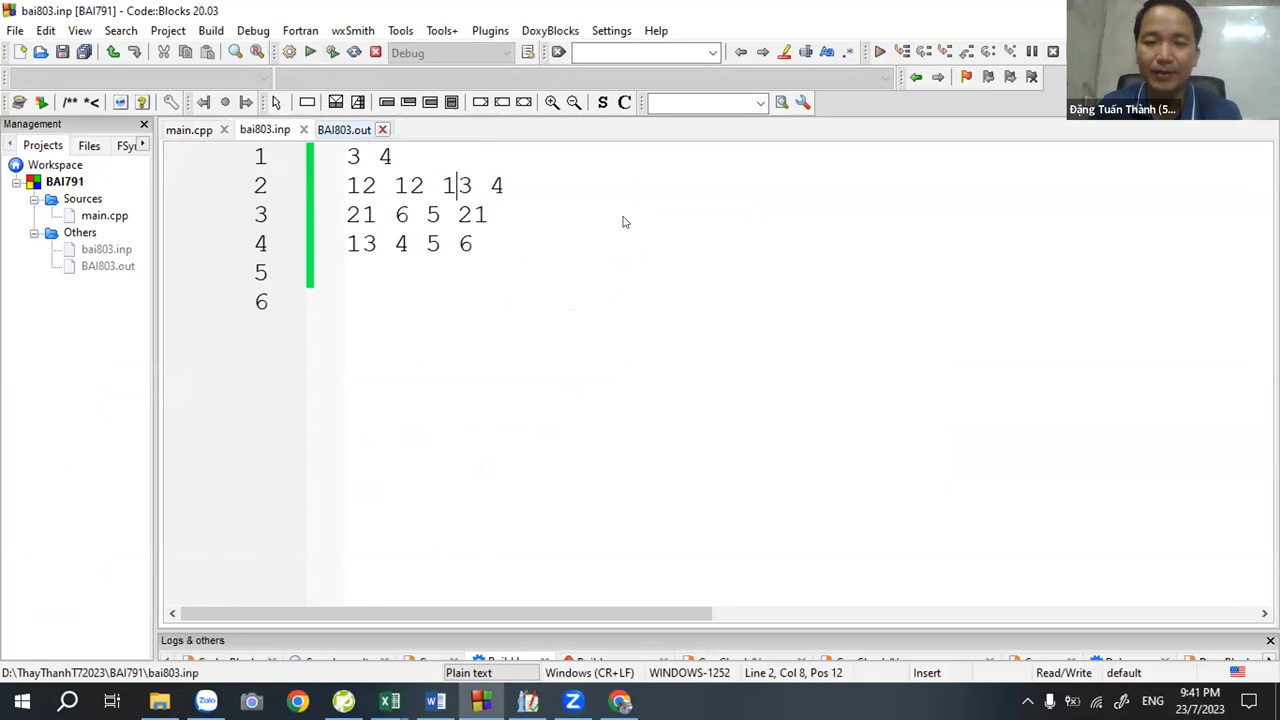 bai803.inp [BAI791] - Code::Blocks 20.03
File Edit View Search Project Build Debug Fortran wxSmith Tools Tools+ Plugins DoxyBlocks Settings Help
Debug
/** *<
S C
Đặng Tuấn Thành (5...
Management
main.cpp
bai803.inp
BAI803.out
Projects Files FSy
Workspace
BAI791
Sources
main.cpp
Others
bai803.inp
BAI803.out
1 3 4
2 12 12 13 4
3 21 6 5 21
4 13 4 5 6
5
6
Logs & others
D:\ThayThanhT72023\BAI791\bai803.inp
Plain text
Windows (CR+LF)
WINDOWS-1252
Line 2, Col 8, Pos 12
Insert
Read/Write
default
Zalo
ENG
9:41 PM
23/7/2023